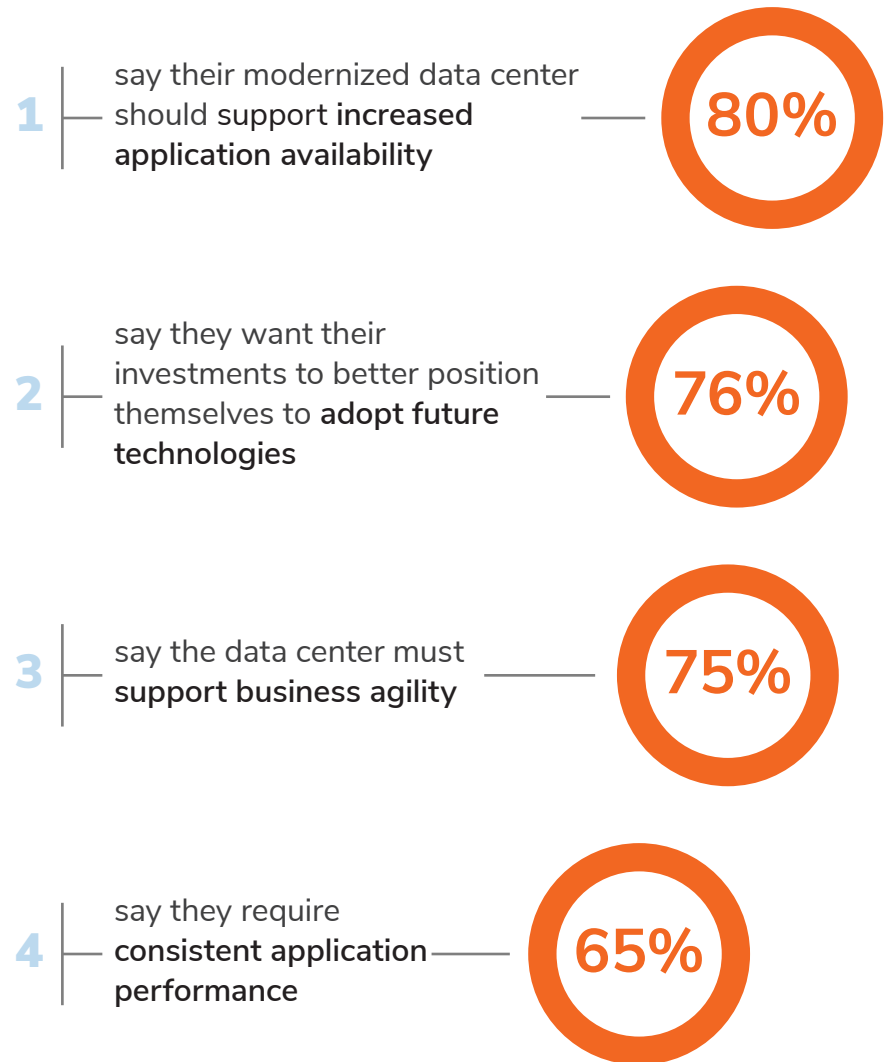 1
say their modernized data center
should support increased
application availability
80%
2
say they want their
investments to better position
themselves to adopt future
technologies
76%
3
say the data center must
support business agility
75%
4
say they require
consistent application
performance
65%